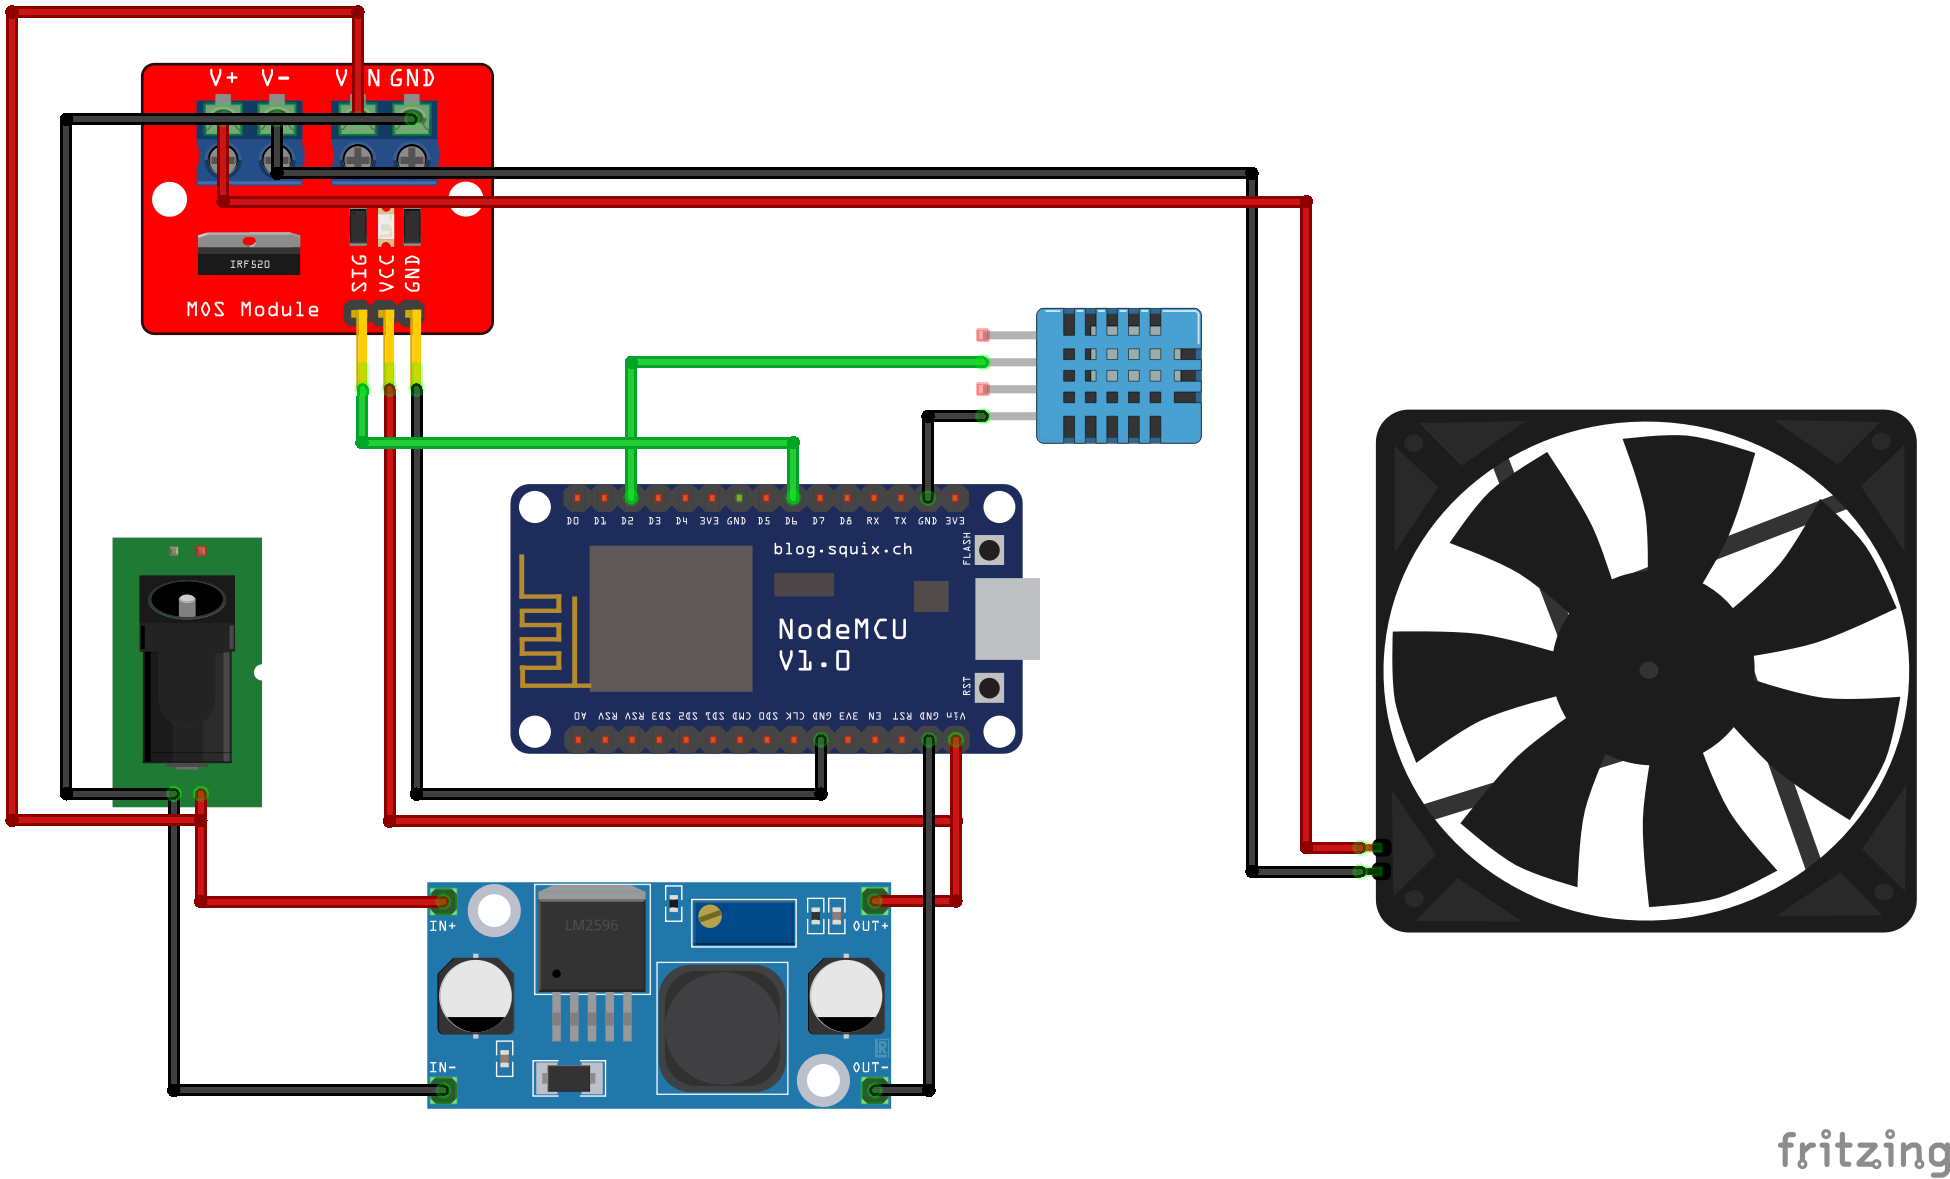 V+ V- V N GND
IRF520
SIG VCC GND
MOS Module
D0 D1 D2 D3 D4 3V3 GND D5 D6 D7 D8 RX TX GND 3V3
blog.squix.ch
FLASH
NodeMCU
V1.0
RST
A0 RSV RSV SD3 SD2 SD1 CMD SD0 CLK GND 3V3 EN RST GND Vin
LM2596
IN+ OUT+
R
IN- OUT-
fritzing